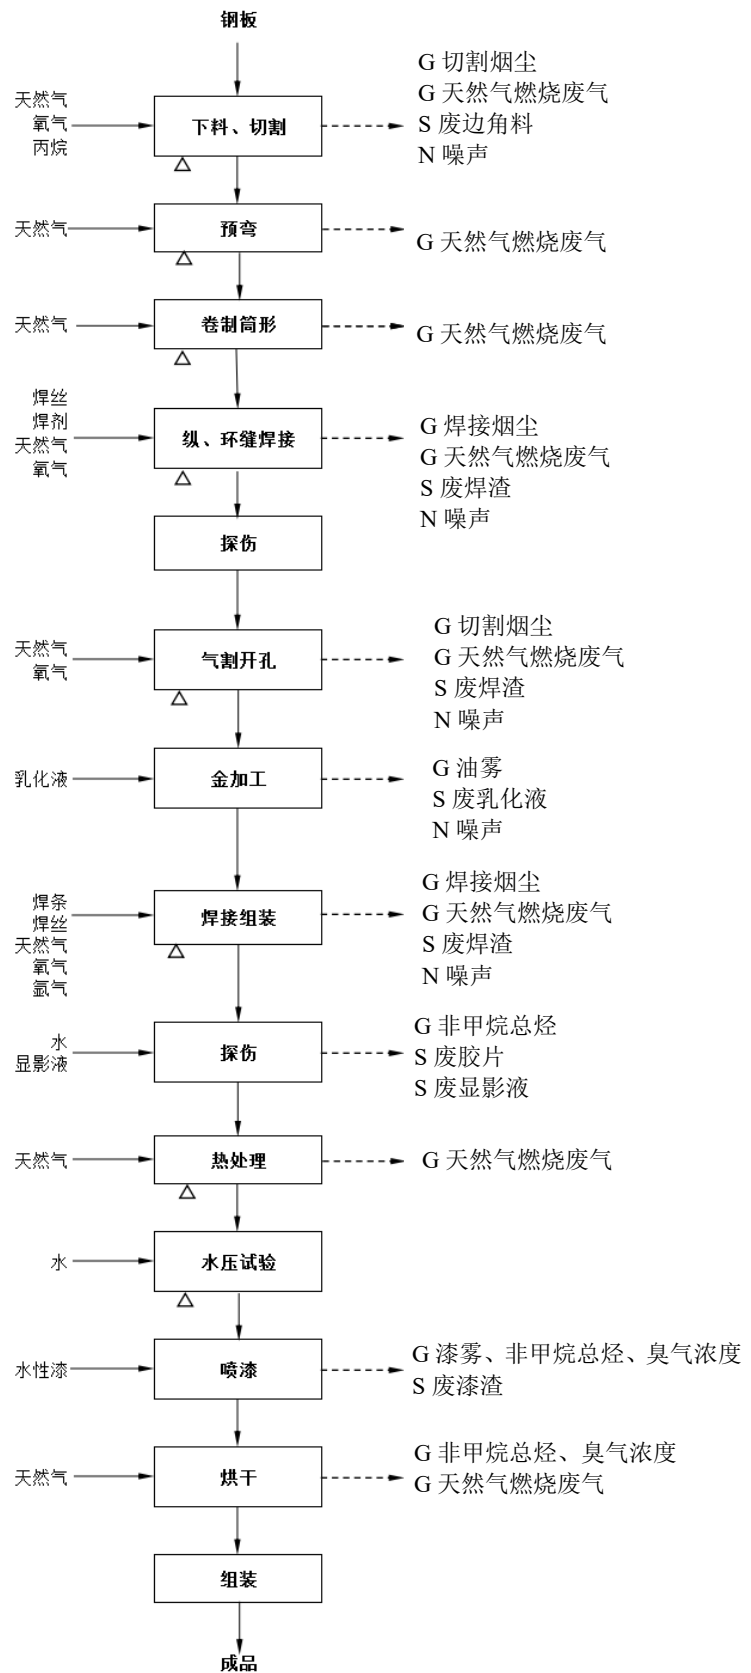 钢板
天然气
氧气
丙烷
下料、切割
G 切割烟尘
G 天然气燃烧废气
S 废边角料
N 噪声
天然气
预弯
G 天然气燃烧废气
天然气
卷制筒形
G 天然气燃烧废气
焊丝
焊剂
天然气
氧气
纵、环缝焊接
G 焊接烟尘
G 天然气燃烧废气
S 废焊渣
N 噪声
探伤
天然气
氧气
气割开孔
G 切割烟尘
G 天然气燃烧废气
S 废焊渣
N 噪声
乳化液
金加工
G 油雾
S 废乳化液
N 噪声
焊条
焊丝
天然气
氧气
氩气
焊接组装
G 焊接烟尘
G 天然气燃烧废气
S 废焊渣
N 噪声
水
显影液
探伤
G 非甲烷总烃
S 废胶片
S 废显影液
天然气
热处理
G 天然气燃烧废气
水
水压试验
水性漆
喷漆
G 漆雾、非甲烷总烃、臭气浓度
S 废漆渣
天然气
烘干
G 非甲烷总烃、臭气浓度
G 天然气燃烧废气
组装
成品